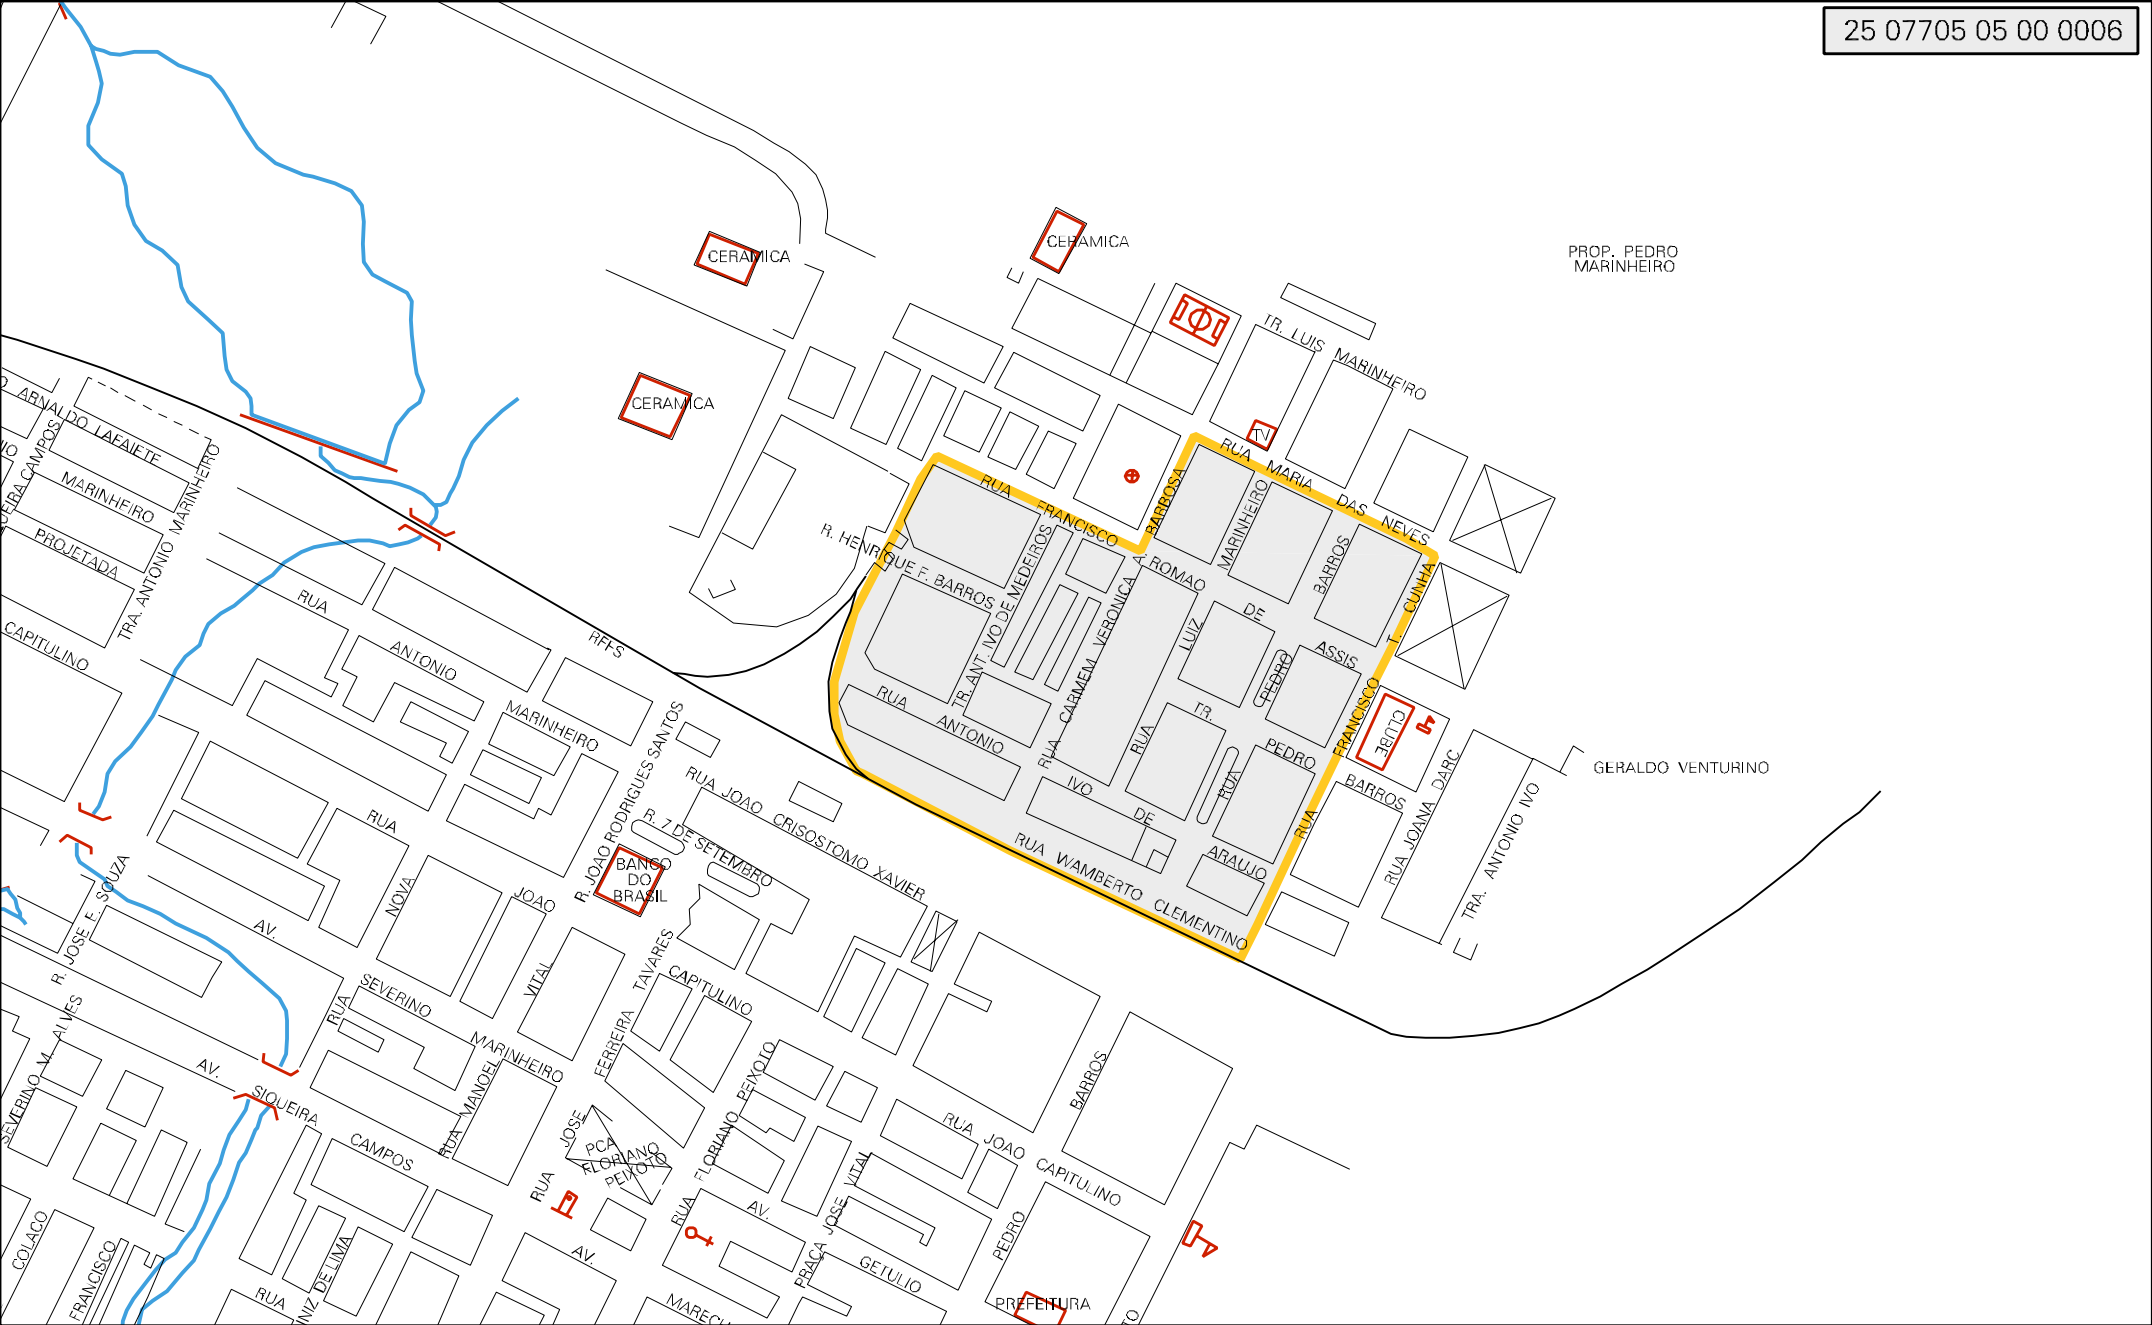 25 07705 05 00 0006
PROP. PEDRO
MARINHEIRO
CERAMICA
CERAMICA
CERAMICA
TR. LUIS MARINHEIRO
TV
RUA MARIA DAS NEVES
RUA FRANCISCO A. BARBOSA
R. HENRIQUE F. BARROS
TR. ANT. IVO DE MEDEIROS
RUA CARMEM VERONICA
ROMAO DE ASSIS
RUA LUIZ MARINHEIRO
RUA PEDRO BARROS
TR. PEDRO BARROS
RUA FRANCISCO T. CUNHA
CLUBE
RUA ANTONIO IVO DE ARAUJO
RUA WAMBERTO CLEMENTINO
RUA JOANA DARC
TRA. ANTONIO IVO
GERALDO VENTURINO
ARNALDO LAFAIETE
CAMPOS
MARINHEIRO
PROJETADA
TRA. ANTONIO MARINHEIRO
CAPITULINO
RUA ANTONIO MARINHEIRO
RFFS
R. JOAO RODRIGUES SANTOS
RUA JOAO CRISOSTOMO XAVIER
R. 7 DE SETEMBRO
BANCO
DO
BRASIL
RUA JOAO CAPITULINO
RUA NOVA
VITAL
R. JOSE E. SOUZA
AV. SEVERINO MARINHEIRO
RUA MANOEL
RUA JOSE FERREIRA TAVARES
SEVERINO M. ALVES
AV. SIQUEIRA CAMPOS
PCA
FLORIANO
PEIXOTO
RUA FLORIANO PEIXOTO
PRAÇA JOSE VITAL
AV. GETULIO
AV.
RUA JOAO CAPITULINO
PEDRO BARROS
PREFEITURA
COLACO
FRANCISCO
RUA
DE LIMA